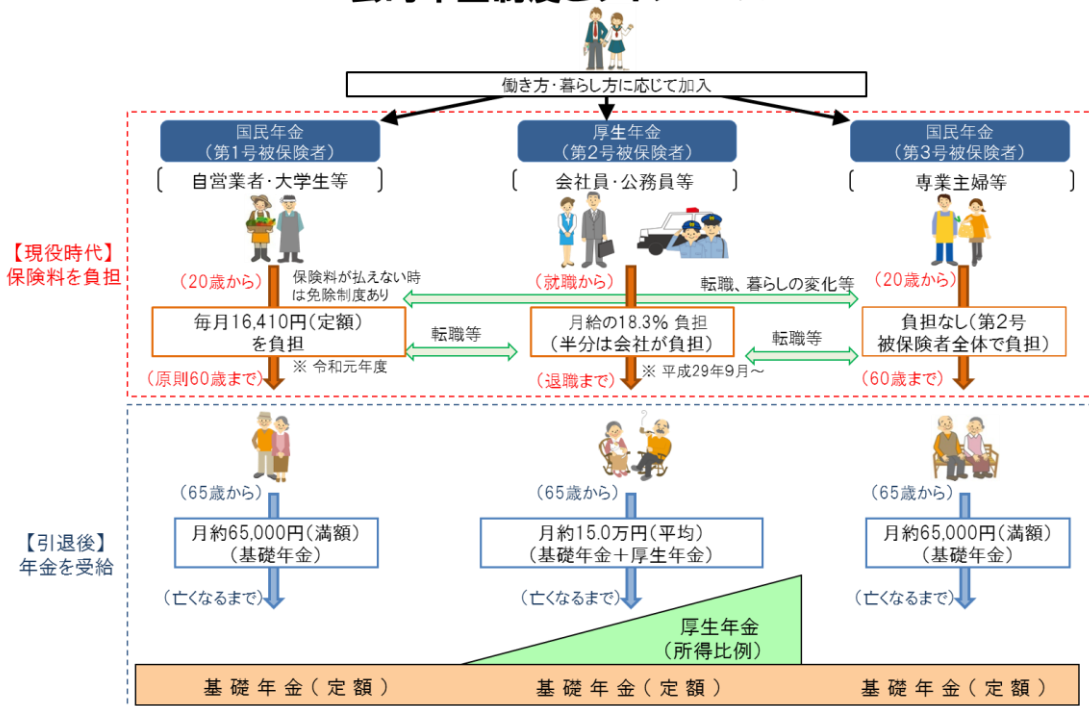 働き方・暮らし方に応じて加入
国民年金
(第1号被保険者)
厚生年金
(第2号被保険者)
国民年金
(第3号被保険者)
〔 自営業者・大学生等 〕
〔 会社員・公務員等 〕
〔 専業主婦等 〕
【現役時代】
保険料を負担
(20歳から)
保険料が払えない時
は免除制度あり
(就職から)
転職、暮らしの変化等
(20歳から)
毎月16,410円(定額)
を負担
転職等
月給の18.3% 負担
(半分は会社が負担)
転職等
負担なし(第2号
被保険者全体で負担)
(原則60歳まで)
※ 令和元年度
(退職まで)
※ 平成29年9月~
(60歳まで)
【引退後】
年金を受給
(65歳から)
(65歳から)
(65歳から)
月約65,000円(満額)
(基礎年金)
月約15.0万円(平均)
(基礎年金+厚生年金)
月約65,000円(満額)
(基礎年金)
(亡くなるまで)
(亡くなるまで)
(亡くなるまで)
厚生年金
(所得比例)
基礎年金(定額)
基礎年金(定額)
基礎年金(定額)